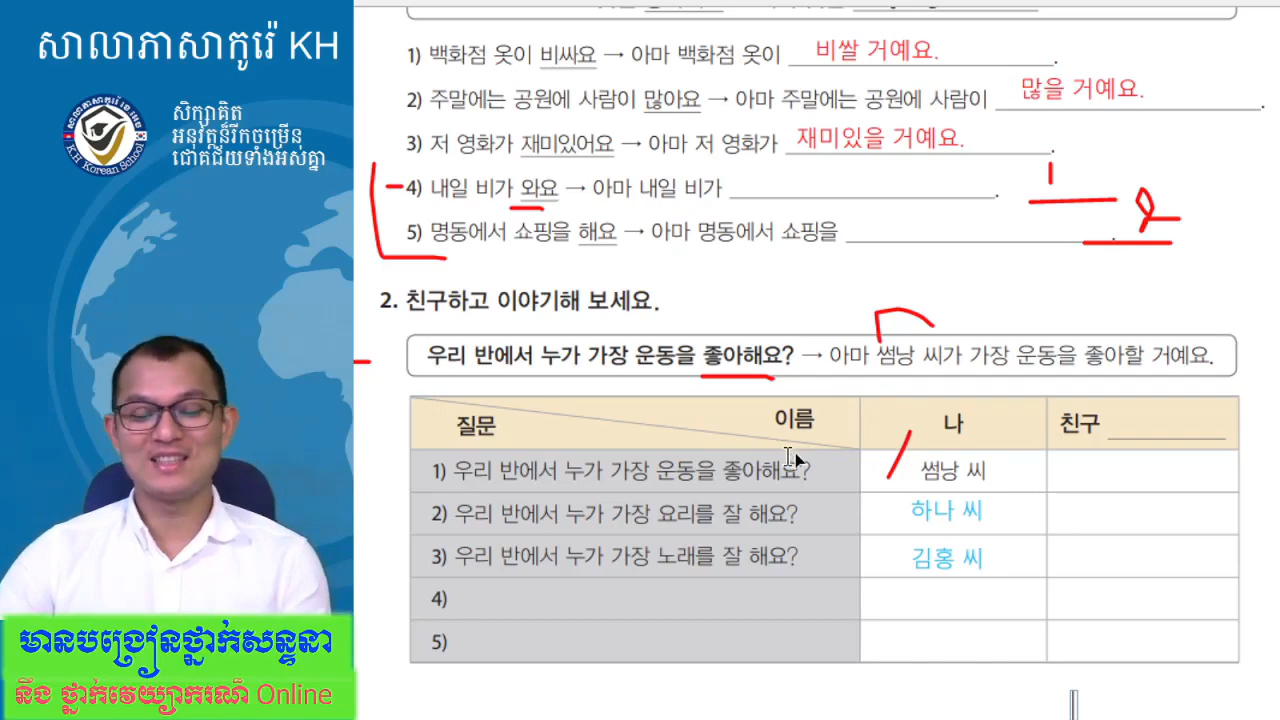 សាលាភាសាកូរ៉េ KH
សិក្សាគិត
អនុវត្តន៍រីកចម្រើន
ជោគជ័យទាំងអស់គ្នា
KH Korean School
1) 백화점 옷이 비싸요 → 아마 백화점 옷이 비쌀 거예요.
2) 주말에는 공원에 사람이 많아요 → 아마 주말에는 공원에 사람이 많을 거예요.
3) 저 영화가 재미있어요 → 아마 저 영화가 재미있을 거예요.
4) 내일 비가 와요 → 아마 내일 비가
5) 명동에서 쇼핑을 해요 → 아마 명동에서 쇼핑을
2. 친구하고 이야기해 보세요.
우리 반에서 누가 가장 운동을 좋아해요? → 아마 썸낭 씨가 가장 운동을 좋아할 거예요.
질문 이름 나 친구
1) 우리 반에서 누가 가장 운동을 좋아해요? 썸낭 씨
2) 우리 반에서 누가 가장 요리를 잘 해요? 하나 씨
3) 우리 반에서 누가 가장 노래를 잘 해요? 김홍 씨
4)
5)
មានបង្រៀនថ្នាក់សន្ទនា
នឹង ថ្នាក់វេយ្យាករណ៍ Online